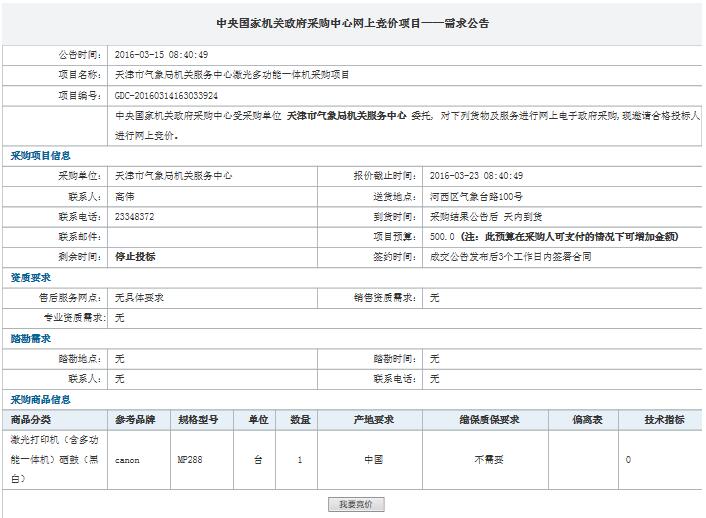 中央国家机关政府采购中心网上竞价项目——需求公告
公告时间： 2016-03-15 08:40:49
项目名称： 天津市气象局机关服务中心激光多功能一体机采购项目
项目编号： GDC-20160314163033924
中央国家机关政府采购中心受采购单位 天津市气象局机关服务中心 委托, 对下列货物及服务进行网上电子政府采购,现邀请合格投标人
进行网上竞价。
采购项目信息
采购单位： 天津市气象局机关服务中心 报价截止时间： 2016-03-23 08:40:49
联系人： 高伟 送货地点： 河西区气象台路100号
联系电话： 23348372 到货时间： 采购结果公告后 天内到货
联系邮件： 项目预算： 500.0 (注：此预算在采购人可支付的情况下可增加金额)
剩余时间： 停止投标 签约时间： 成交公告发布后3个工作日内签署合同
资质要求
售后服务网点： 无具体要求 销售资质需求： 无
专业资质需求: 无
踏勘需求
踏勘地点： 无 踏勘时间： 无
联系人： 无 联系电话： 无
采购商品信息
商品分类 参考品牌 规格型号 单位 数量 产地要求 维保质保要求 偏离表 技术指标
激光打印机（含多功
能一体机）硒鼓（黑 canon MP288 台 1 中国 不需要 0
白）
我要竞价